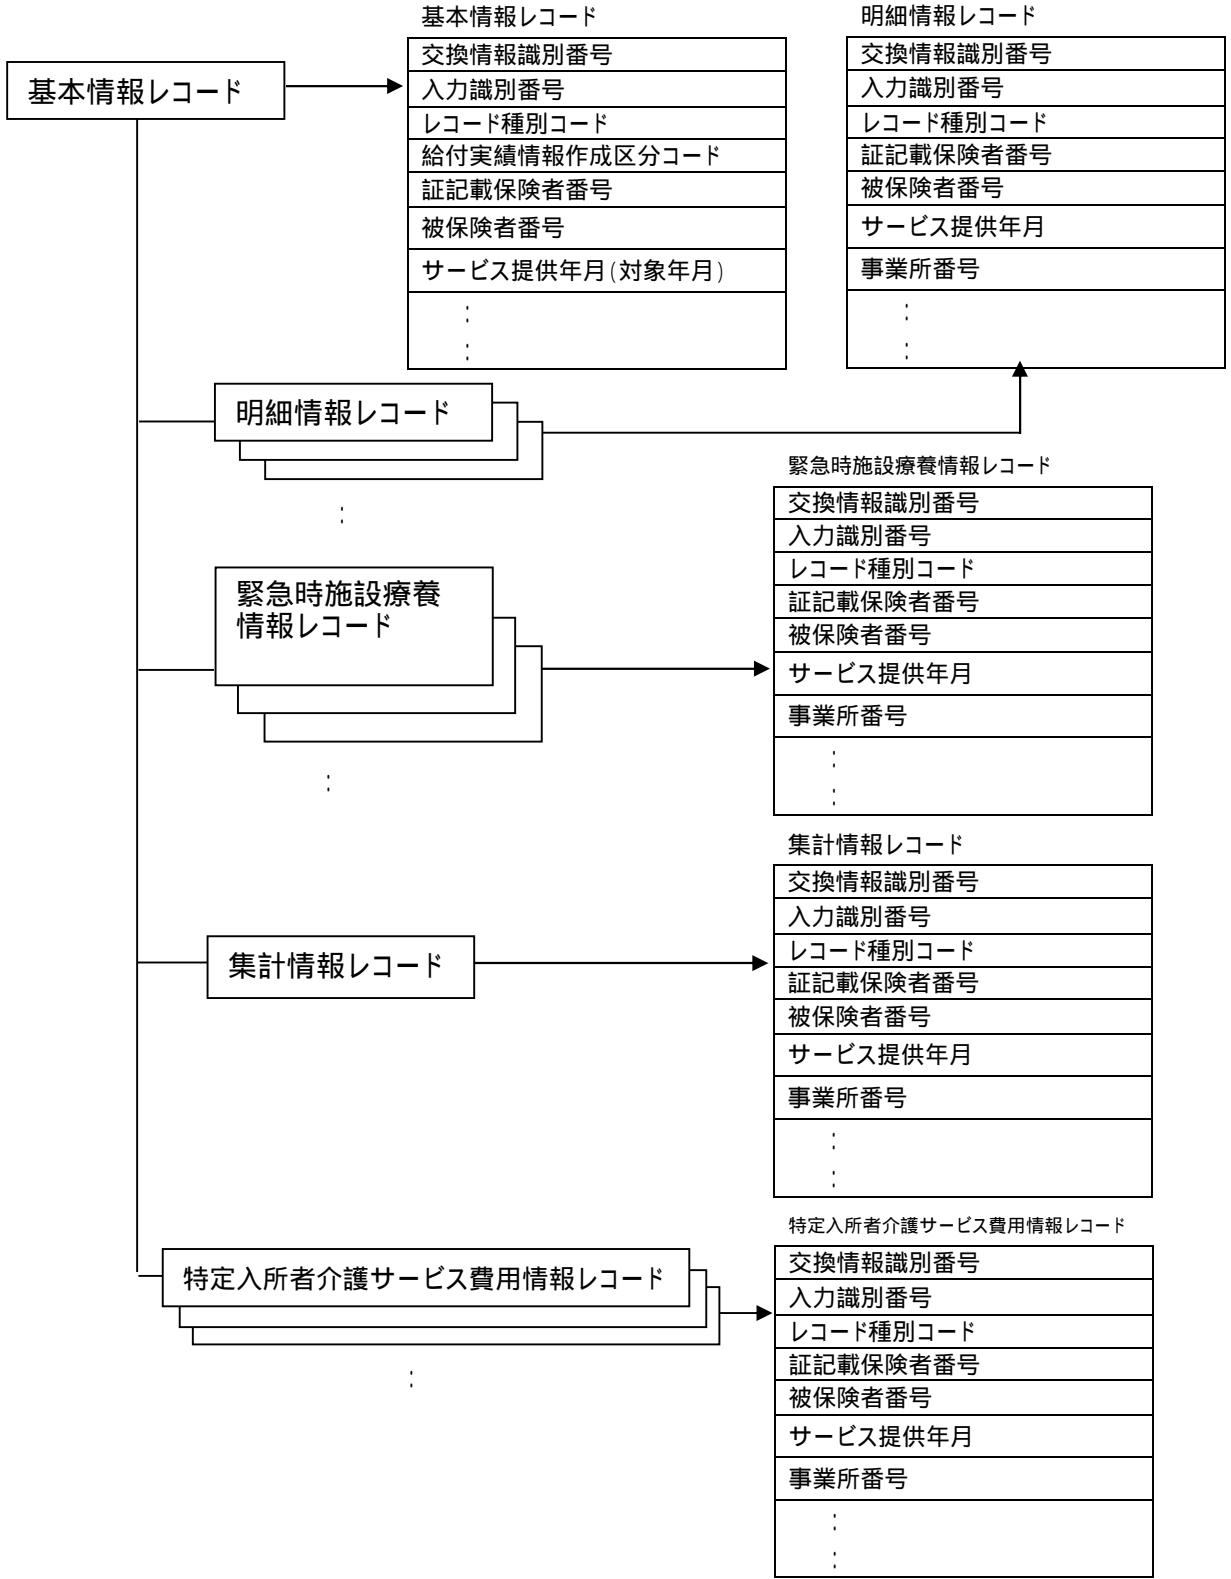 基本情報レコード
基本情報レコード
交換情報識別番号
入力識別番号
レコード種別コード
給付実績情報作成区分コード
証記載保険者番号
被保険者番号
サービス提供年月(対象年月)
:
:
明細情報レコード
交換情報識別番号
入力識別番号
レコード種別コード
証記載保険者番号
被保険者番号
サービス提供年月
事業所番号
:
:
明細情報レコード
:
緊急時施設療養
情報レコード
:
緊急時施設療養情報レコード
交換情報識別番号
入力識別番号
レコード種別コード
証記載保険者番号
被保険者番号
サービス提供年月
事業所番号
:
:
集計情報レコード
集計情報レコード
交換情報識別番号
入力識別番号
レコード種別コード
証記載保険者番号
被保険者番号
サービス提供年月
事業所番号
:
:
特定入所者介護サービス費用情報レコード
:
特定入所者介護サービス費用情報レコード
交換情報識別番号
入力識別番号
レコード種別コード
証記載保険者番号
被保険者番号
サービス提供年月
事業所番号
:
: